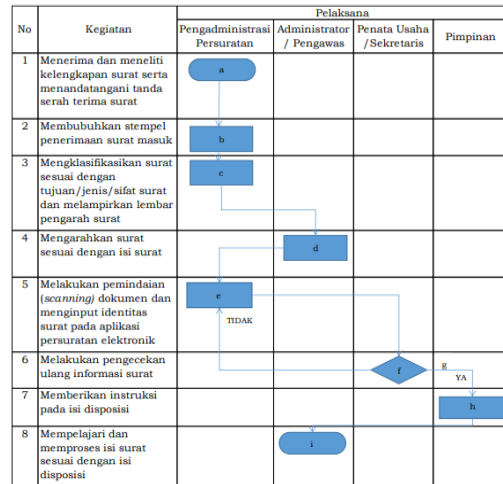 Pelaksana
No
Kegiatan
Pengadministrasi
Persuratan
Administrator
/ Pengawas
Penata Usaha
/Sekretaris
Pimpinan
1
Menerima dan meneliti
kelengkapan surat serta
menandatangani tanda
serah terima surat
a
2
Membubuhkan stempel
penerimaan surat masuk
b
3
Mengklasifikasikan surat
sesuai dengan
tujuan/jenis/sifat surat
dan melampirkan lembar
pengarah surat
c
4
Mengarahkan surat
sesuai dengan isi surat
d
5
Melakukan pemindaian
(scanning) dokumen dan
menginput identitas
surat pada aplikasi
persuratan elektronik
e
TIDAK
6
Melakukan pengecekan
ulang informasi surat
f
g
YA
7
Memberikan instruksi
pada isi disposisi
h
8
Mempelajari dan
memproses isi surat
sesuai dengan isi
disposisi
i